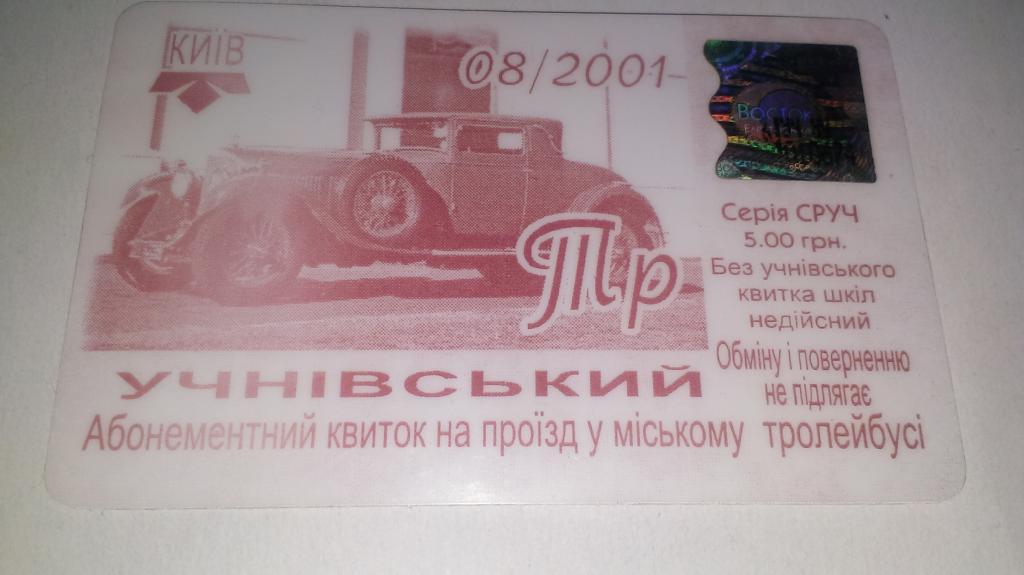 КИЇВ
08/2001
Восток
Серія СРУЧ
5.00 грн.
Без учнівського
квитка шкіл
недійсний
Обміну і поверненню
не підлягає
Тр
УЧНІВСЬКИЙ
Абонементний квиток на проїзд у міському тролейбусі